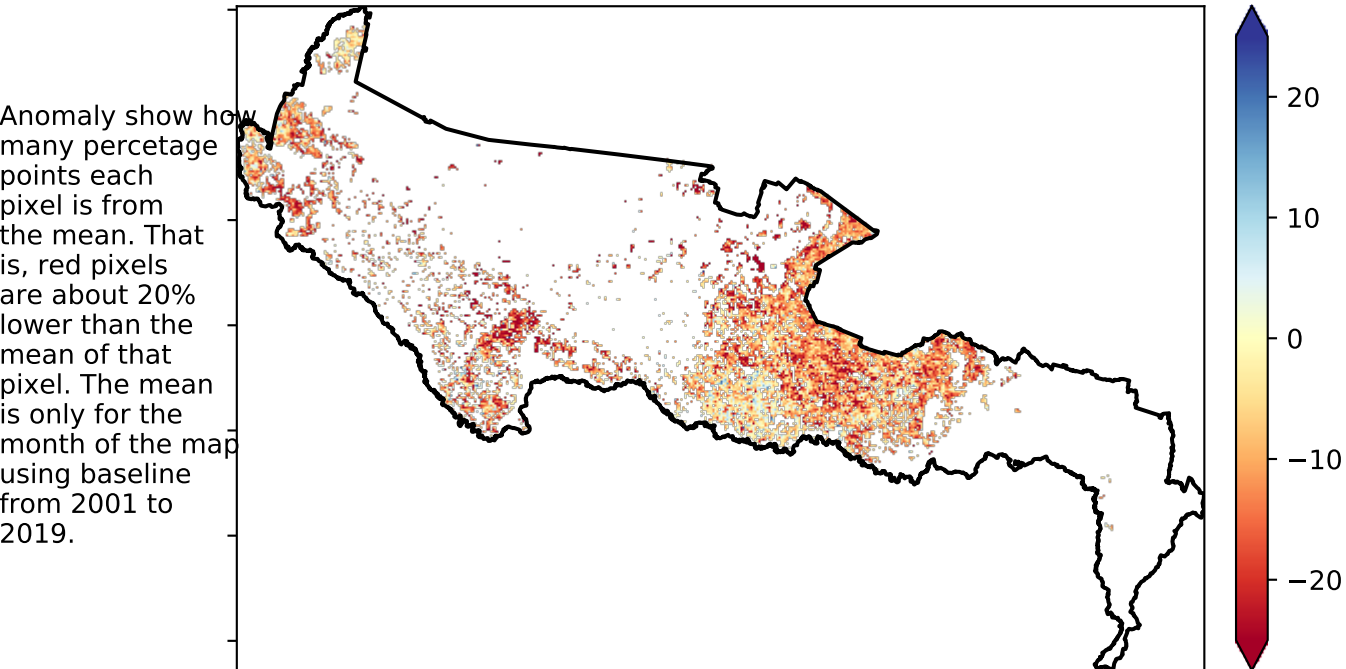 Anomaly show how
many percetage
points each
pixel is from
the mean. That
is, red pixels
are about 20%
lower than the
mean of that
pixel. The mean
is only for the
month of the map
using baseline
from 2001 to
2019.
20
10
0
−10
−20